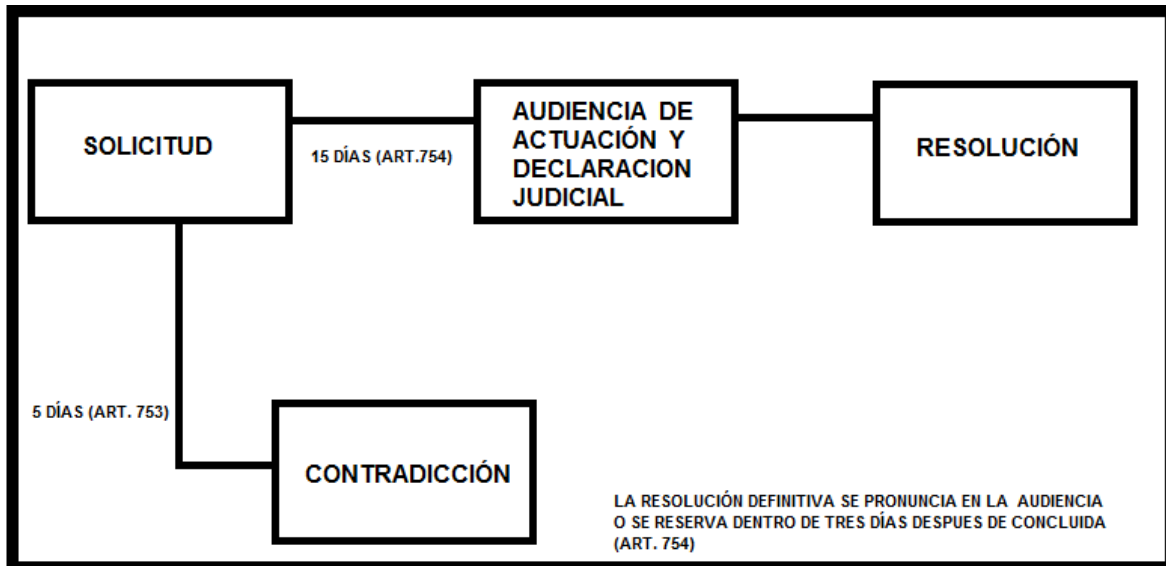 SOLICITUD
15 DÍAS (ART.754)
AUDIENCIA DE
ACTUACIÓN Y
DECLARACION
JUDICIAL
RESOLUCIÓN
5 DÍAS (ART. 753)
CONTRADICCIÓN
LA RESOLUCIÓN DEFINITIVA SE PRONUNCIA EN LA AUDIENCIA
O SE RESERVA DENTRO DE TRES DÍAS DESPUES DE CONCLUIDA
(ART. 754)